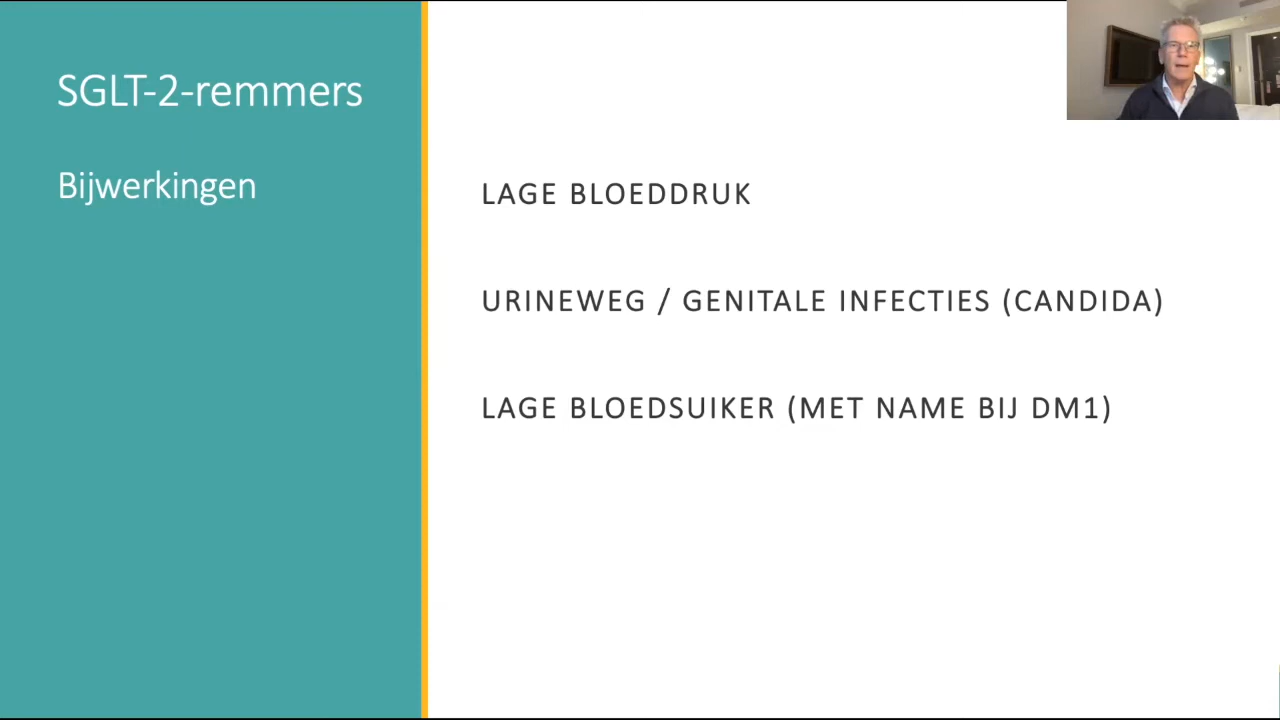 SGLT-2-remmers
Bijwerkingen
LAGE BLOEDDRUK
URINEWEG / GENITALE INFECTIES (CANDIDA)
LAGE BLOEDSUIKER (MET NAME BIJ DM1)